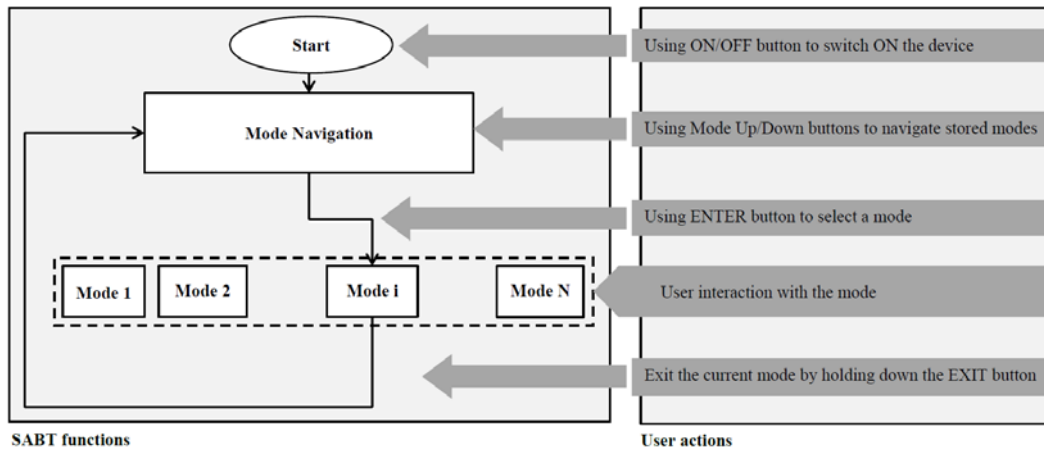 Start
Using ON/OFF button to switch ON the device
Mode Navigation
Using Mode Up/Down buttons to navigate stored modes
Using ENTER button to select a mode
Mode 1
Mode 2
Mode i
Mode N
User interaction with the mode
Exit the current mode by holding down the EXIT button
SABT functions
User actions